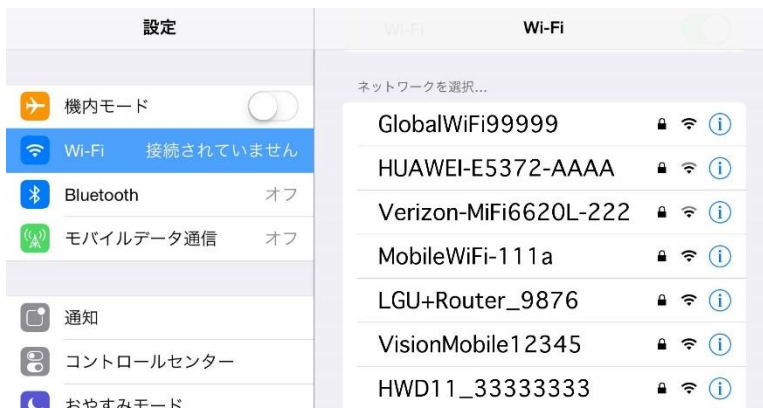 設定
機内モード
Wi-Fi 接続されていません
Bluetooth オフ
モバイルデータ通信 オフ
通知
コントロールセンター
おやすみモード
Wi-Fi
Wi-Fi
ネットワークを選択...
GlobalWiFi99999
HUAWEI-E5372-AAAA
Verizon-MiFi6620L-222
MobileWiFi-111a
LGU+Router_9876
VisionMobile12345
HWD11_33333333